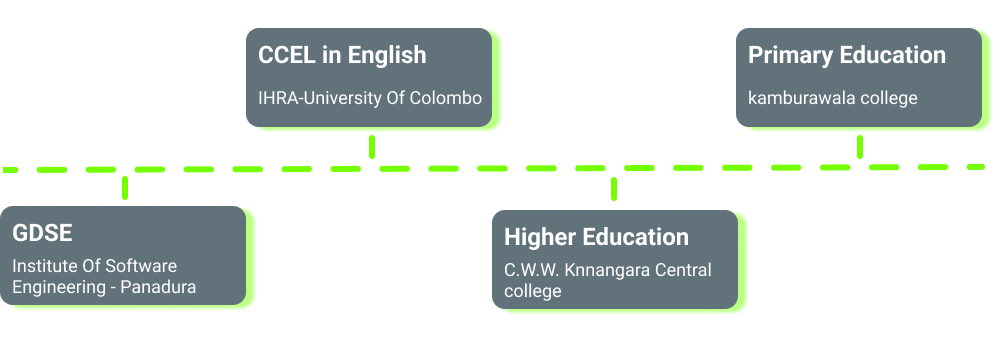 CCEL in English
IHRA-University Of Colombo
Primary Education
kamburawala college
GDSE
Institute Of Software
Engineering - Panadura
Higher Education
C.W.W. Knnangara Central
college